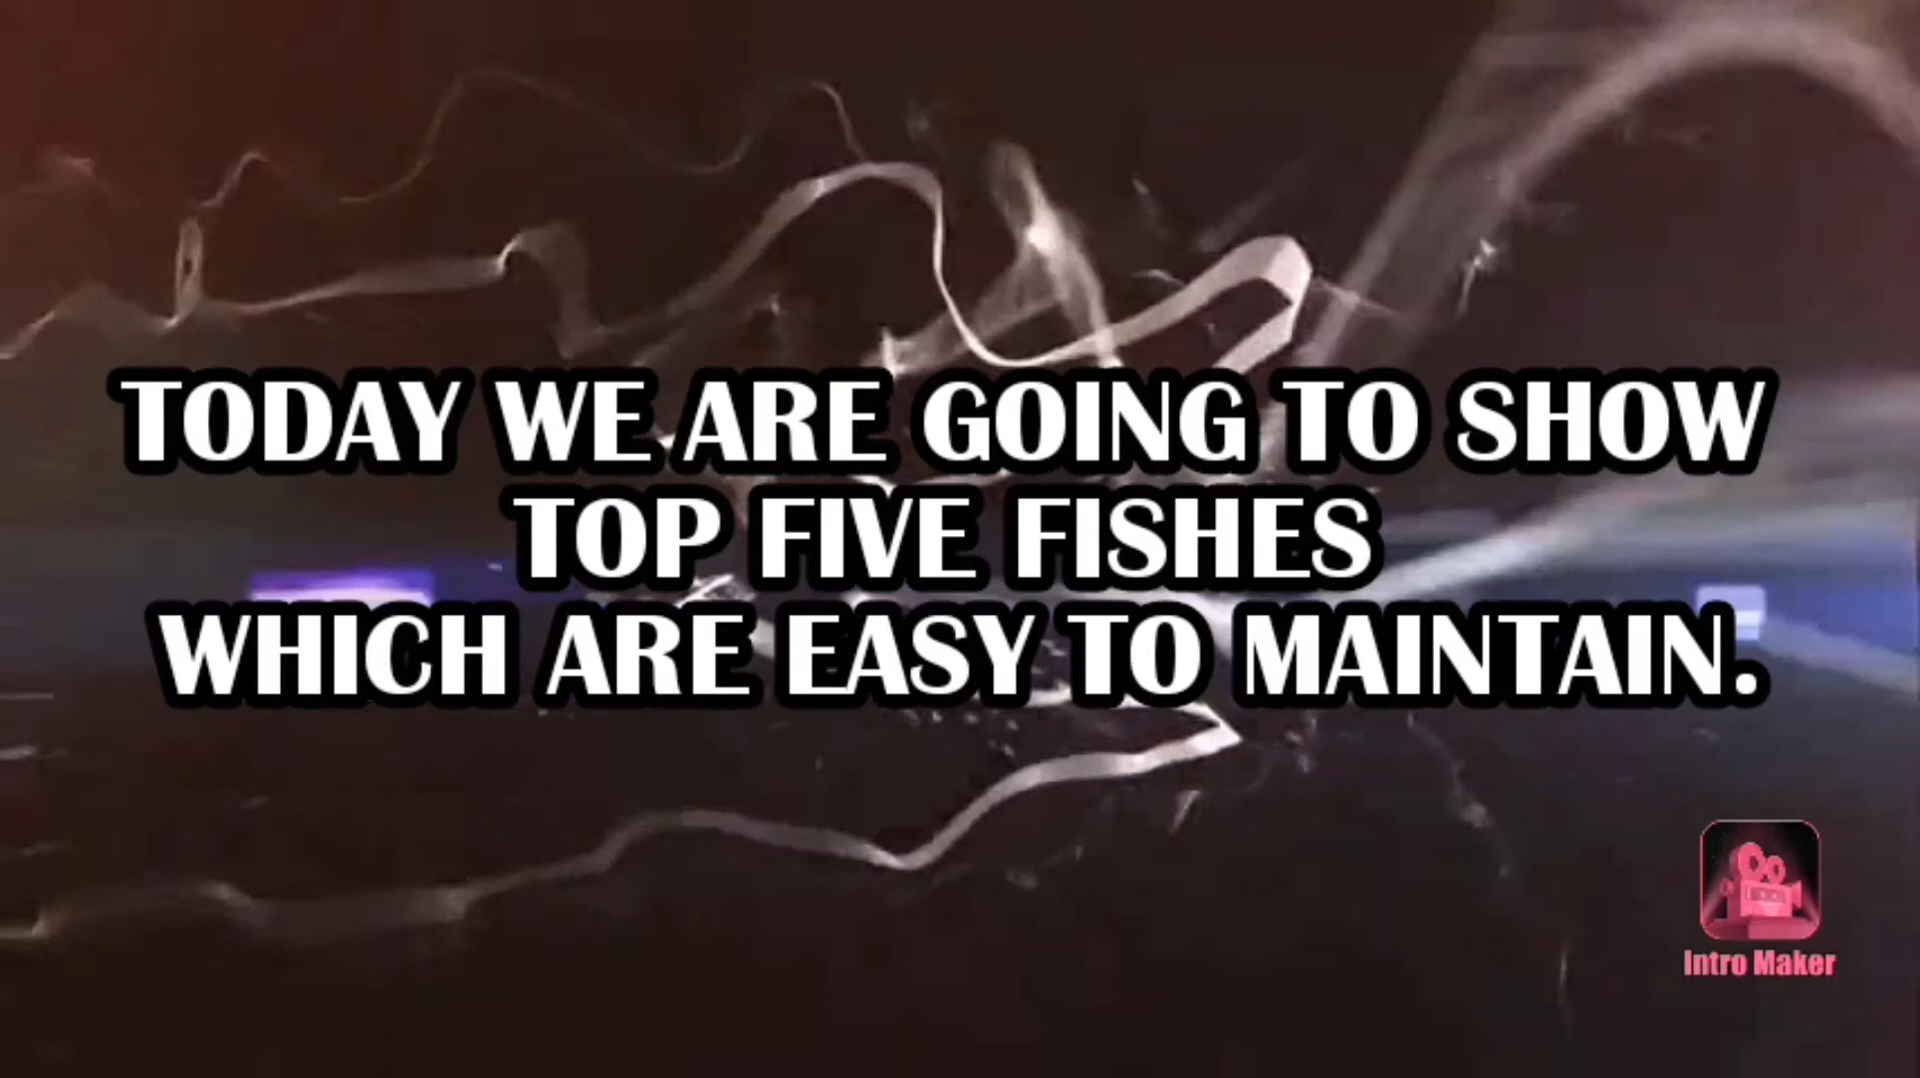 TODAY WE ARE GOING TO SHOW
TOP FIVE FISHES
WHICH ARE EASY TO MAINTAIN.
Intro Maker